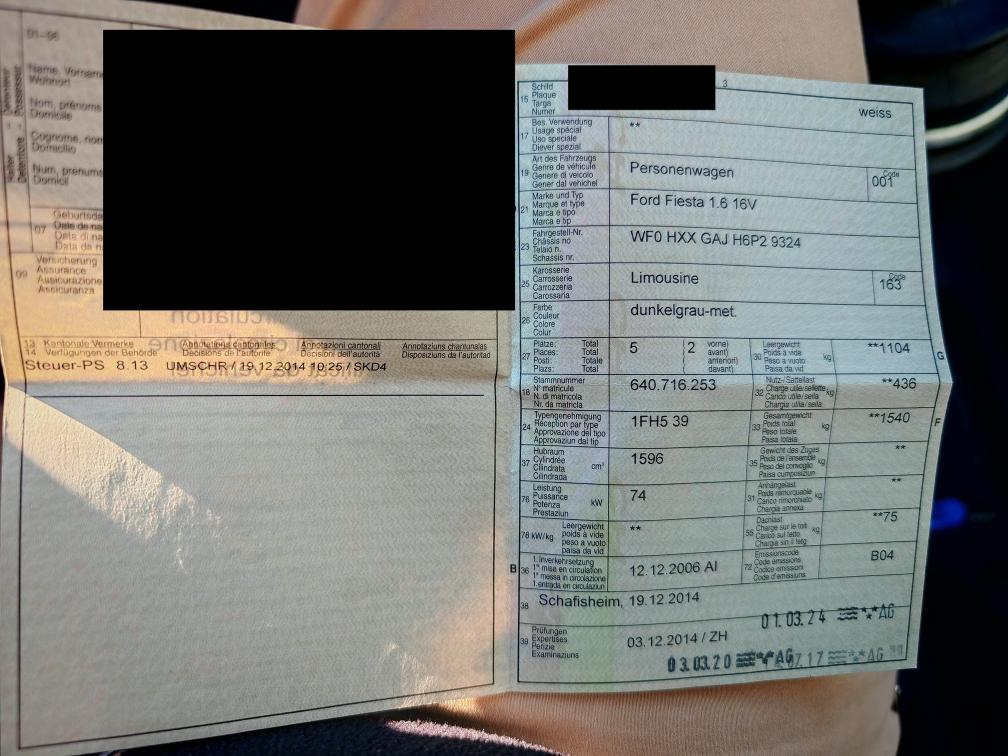 01-06
Halter
Détenteur
Detentore
Possessur
Name, Vorname
Wohnort
Nom, prénoms
Domicile
Cognome, nom
Domicilio
Num, prenums
Domicil
07
Geburtsda
Date de na
Data di na
Data da na
09
Versicherung
Assurance
Assicurazione
Assicuranza
13 Kantonale Vermerke
14 Verfügungen der Behörde
Annotations cantonales
Décisions de l'autorité
Annotazioni cantonali
Decisioni dell'autorità
Annotaziuns chantunalas
Disposiziuns da l'autoritad
Steuer-PS 8.13 UMSCHR / 19.12.2014 10:25 / SKD4
3
15
Schild
Plaque
Targa
Numer
weiss
17
Bes. Verwendung
Usage spécial
Uso speciale
Diever spezial
**
19
Art des Fahrzeugs
Genre de véhicule
Genere di veicolo
Gener dal vehichel
Personenwagen
Code
001
21
Marke und Typ
Marque et type
Marca e tipo
Marca e tip
Ford Fiesta 1.6 16V
23
Fahrgestell-Nr.
Châssis no
Telaio n.
Schassis nr.
WF0 HXX GAJ H6P2 9324
25
Karosserie
Carrosserie
Carrozzeria
Carossaria
Limousine
Code
163
26
Farbe
Couleur
Colore
Colur
dunkelgrau-met.
27
Plätze: Total
Places: Total
Posti: Totale
Plazs: Total
5
2
vorne)
avant)
anteriori)
davant)
30
Leergewicht
Poids à vide
Peso a vuoto
Paisa da vid
kg
**1104
G
18
Stammnummer
N° matricule
N. di matricola
Nr. da matricla
640.716.253
32
Nutz-/Sattellast
Charge utile/sellette
Carico utile/sella
Chargia utila/sella
kg
**436
24
Typengenehmigung
Réception par type
Approvazione del tipo
Approvaziun dal tip
1FH5 39
33
Gesamtgewicht
Poids total
Peso totale
Paisa totala
kg
**1540
F
37
Hubraum
Cylindrée
Cilindrata
Cilindrada
cm³
1596
35
Gewicht des Zuges
Poids de l'ensemble
Peso del convoglio
Paisa cumposiziun
kg
**
76
Leistung
Puissance
Potenza
Prestaziun
kW
74
31
Anhängelast
Poids remorquable
Carico rimorchiato
Chargia annexa
kg
**
78 kW/kg
Leergewicht
poids à vide
peso a vuoto
paisa da vid
**
55
Dachlast
Charge sur le toit
Carico sul tetto
Chargia sin il tetg
kg
**75
B
36
1. Inverkehrsetzung
1re mise en circulation
1a messa in circolazione
1. entrada en circulaziun
12.12.2006 AI
72
Emissionscode
Code émissions
Codice emissioni
Code d'emissiuns
B04
38
Schafisheim, 19.12.2014
01.03.24 AG
39
Prüfungen
Expertises
Perizie
Examinaziuns
03.12.2014 / ZH
03.03.20 AG
07.17 AG